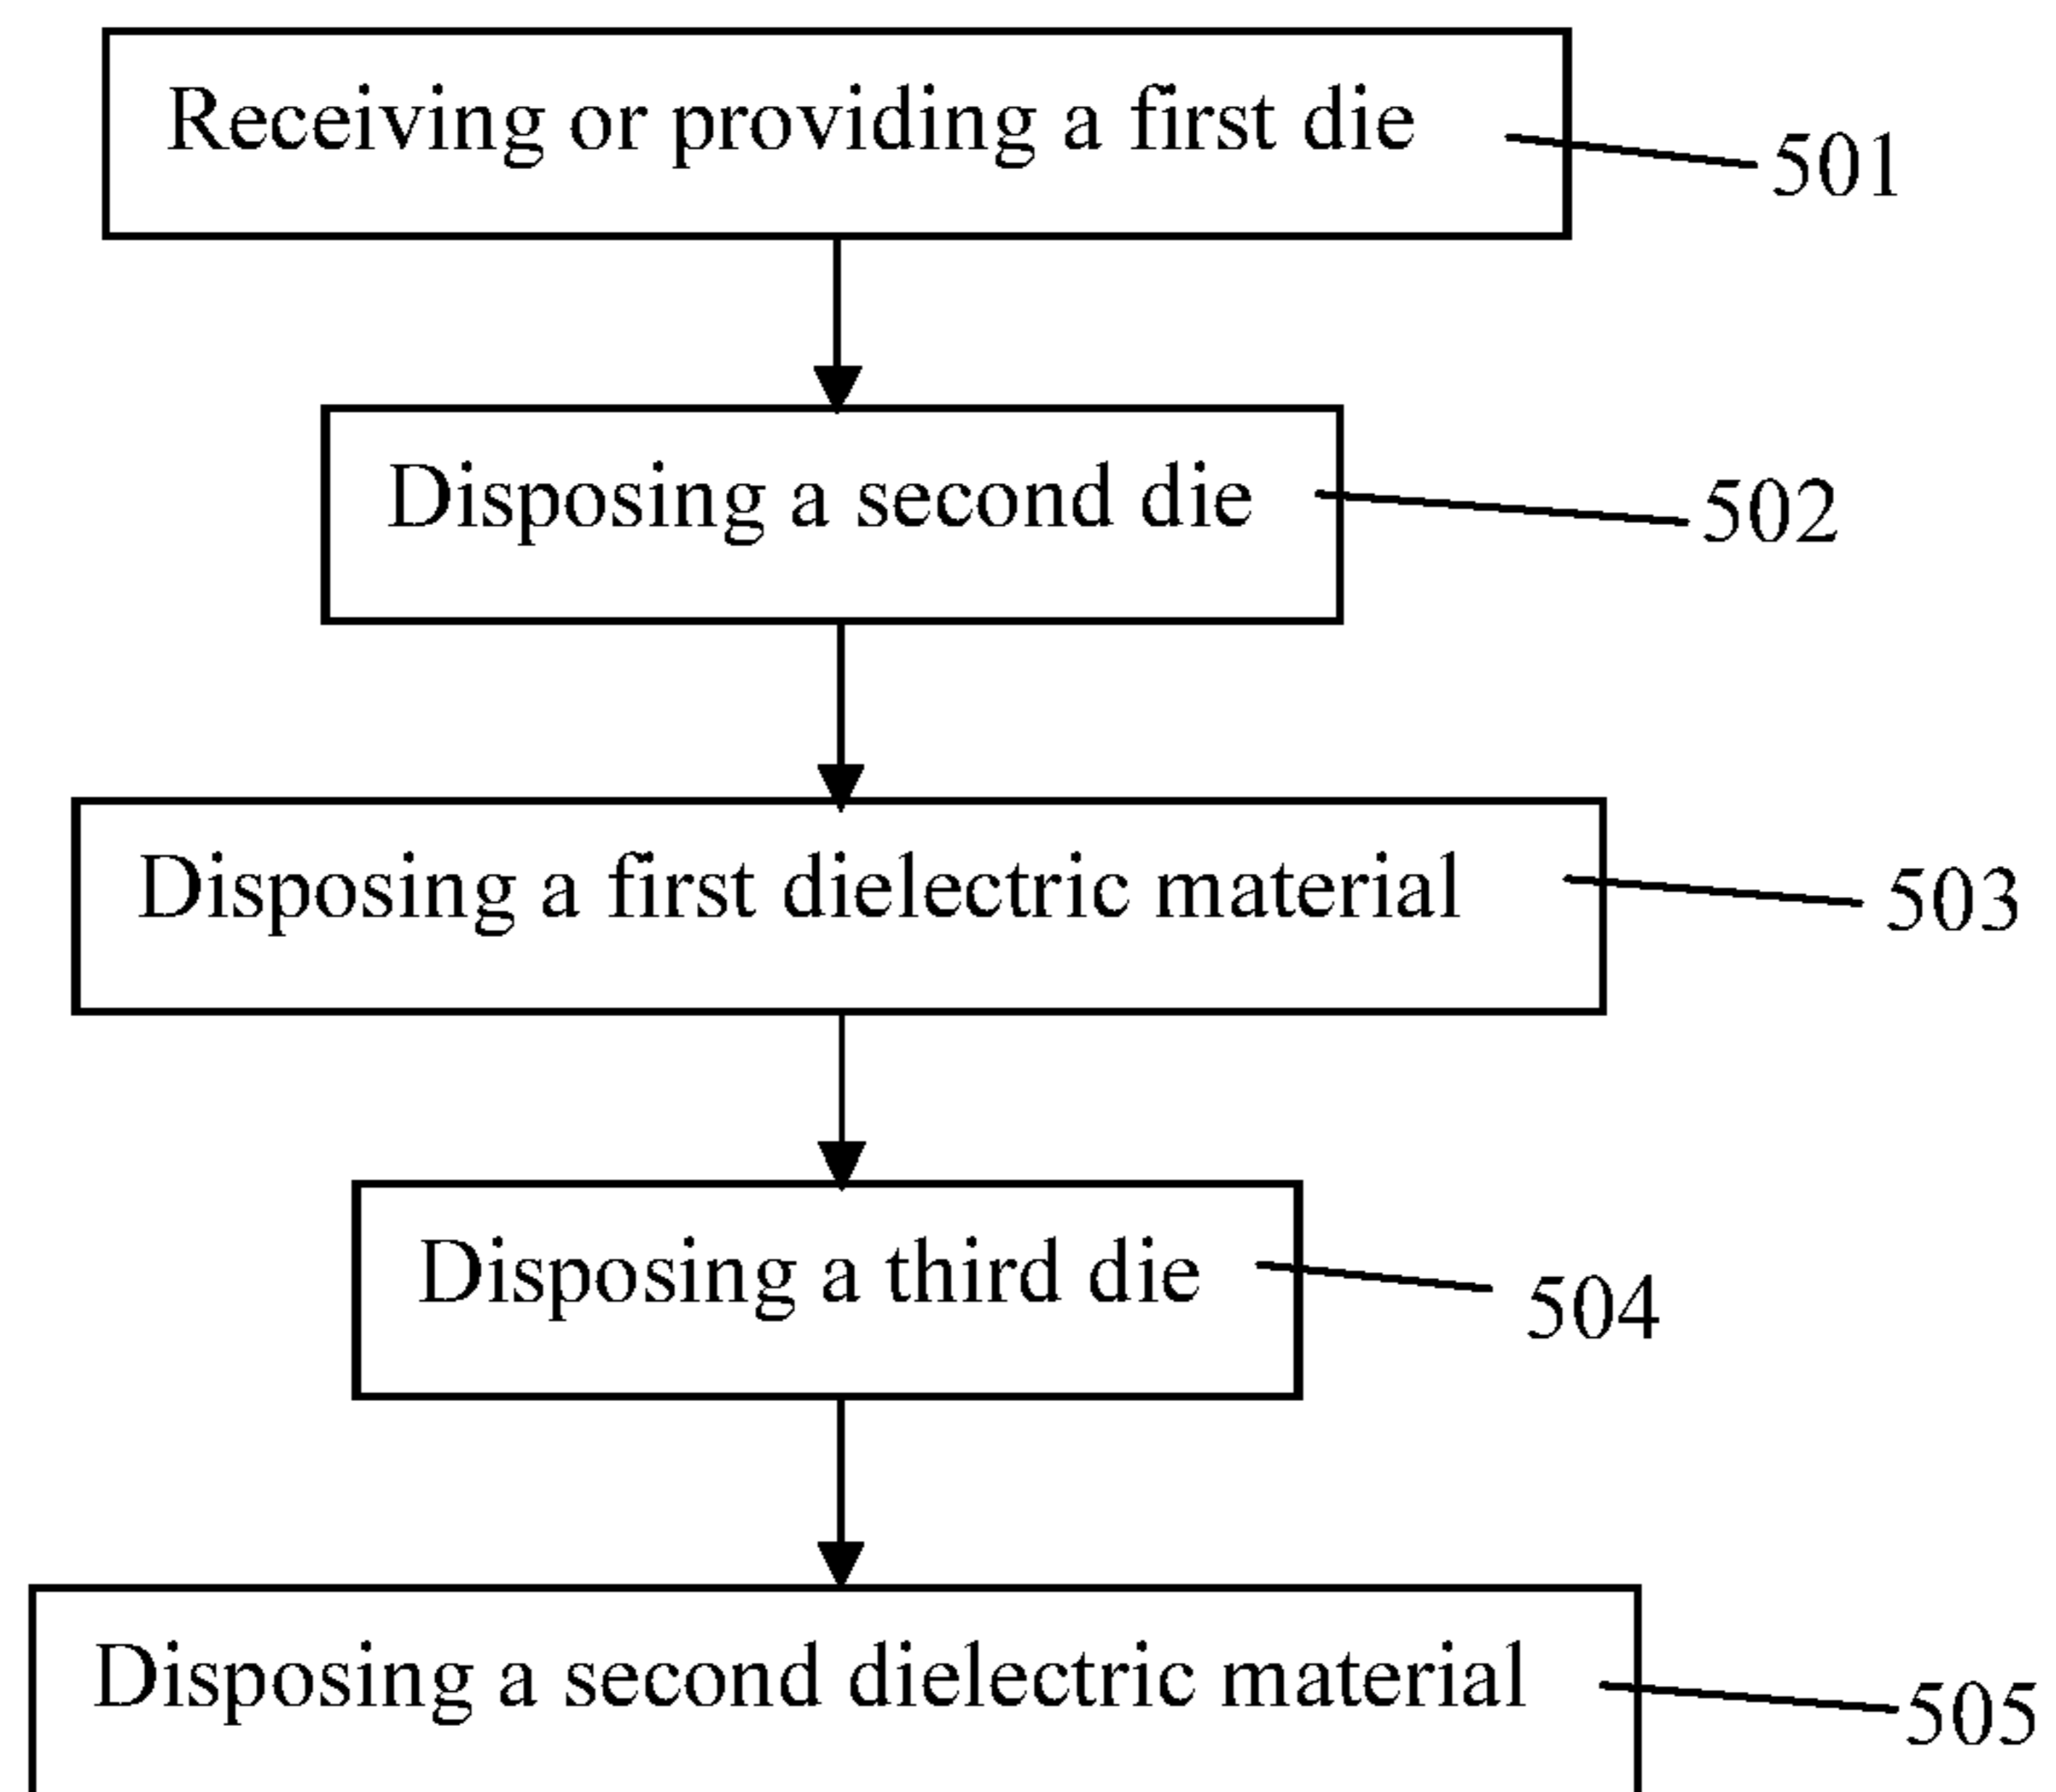 Receiving or providing a first die
501
Disposing a second die
502
Disposing a first dielectric material
503
Disposing a third die
504
Disposing a second dielectric material
505